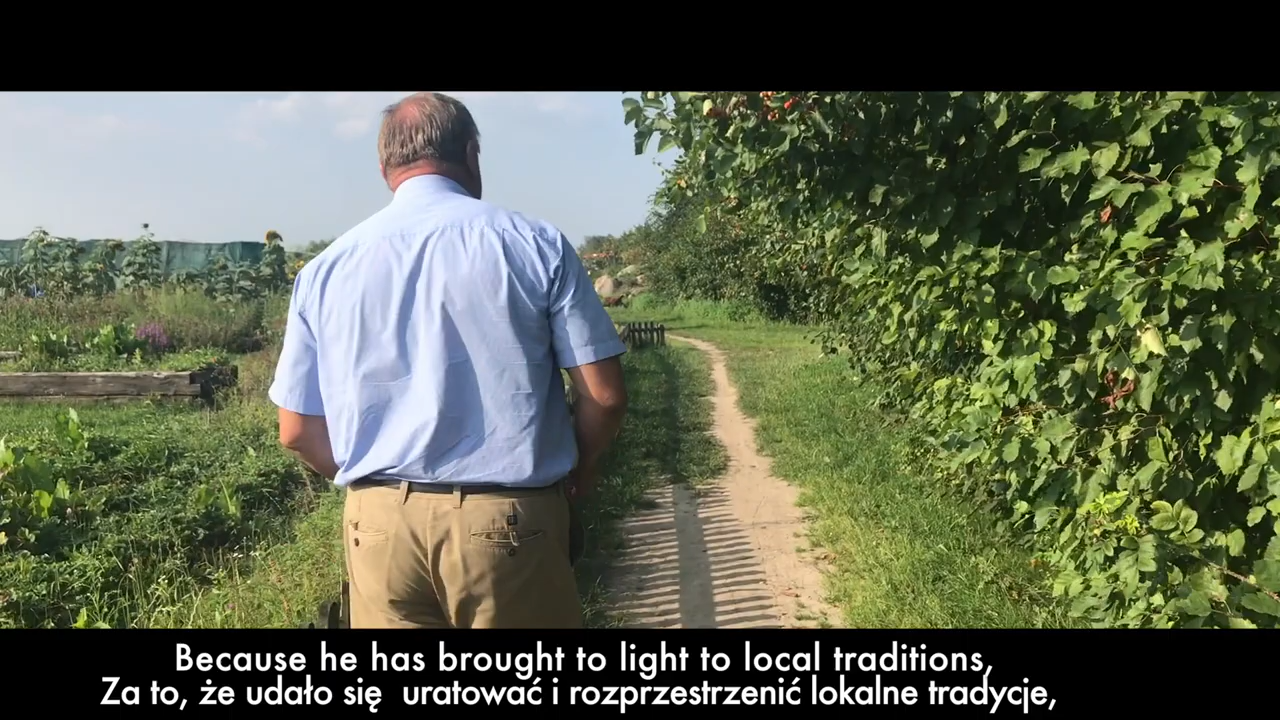 Because he has brought to light to local traditions,
Za to, że udało się uratować i rozprzestrzenić lokalne tradycje,